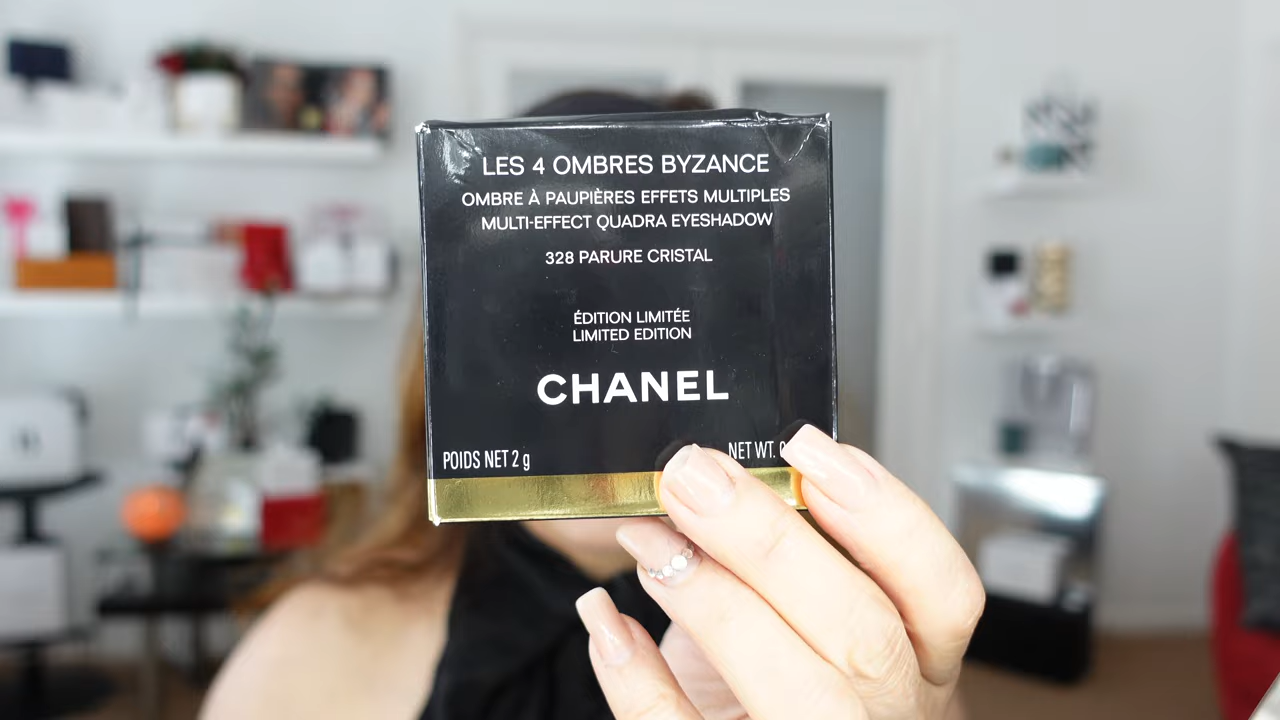 LES 4 OMBRES BYZANCE
OMBRE À PAUPIÈRES EFFETS MULTIPLES
MULTI-EFFECT QUADRA EYESHADOW
328 PARURE CRISTAL
ÉDITION LIMITÉE
LIMITED EDITION
CHANEL
POIDS NET 2 g NET WT.